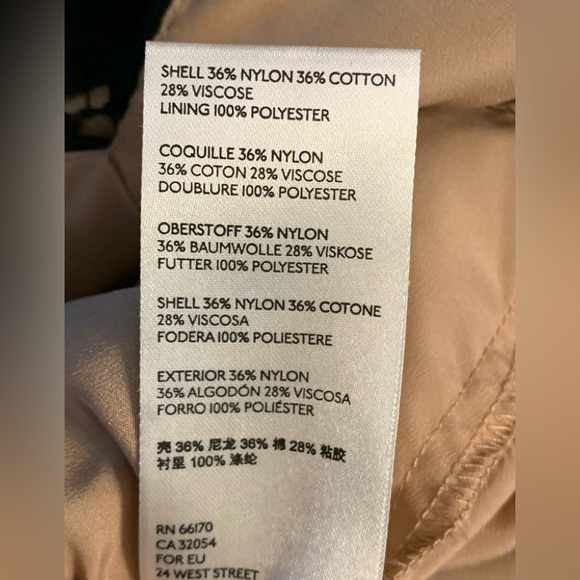 SHELL 36% NYLON 36% COTTON
28% VISCOSE
LINING 100% POLYESTER
COQUILLE 36% NYLON
36% COTON 28% VISCOSE
DOUBLURE 100% POLYESTER
OBERSTOFF 36% NYLON
36% BAUMWOLLE 28% VISKOSE
FUTTER 100% POLYESTER
SHELL 36% NYLON 36% COTONE
28% VISCOSA
FODERA 100% POLIESTERE
EXTERIOR 36% NYLON
36% ALGODÓN 28% VISCOSA
FORRO 100% POLIÉSTER
壳 36% 尼龙 36% 棉 28% 粘胶
衬里 100% 涤纶
RN 66170
CA 32054
FOR EU
24 WEST STREET